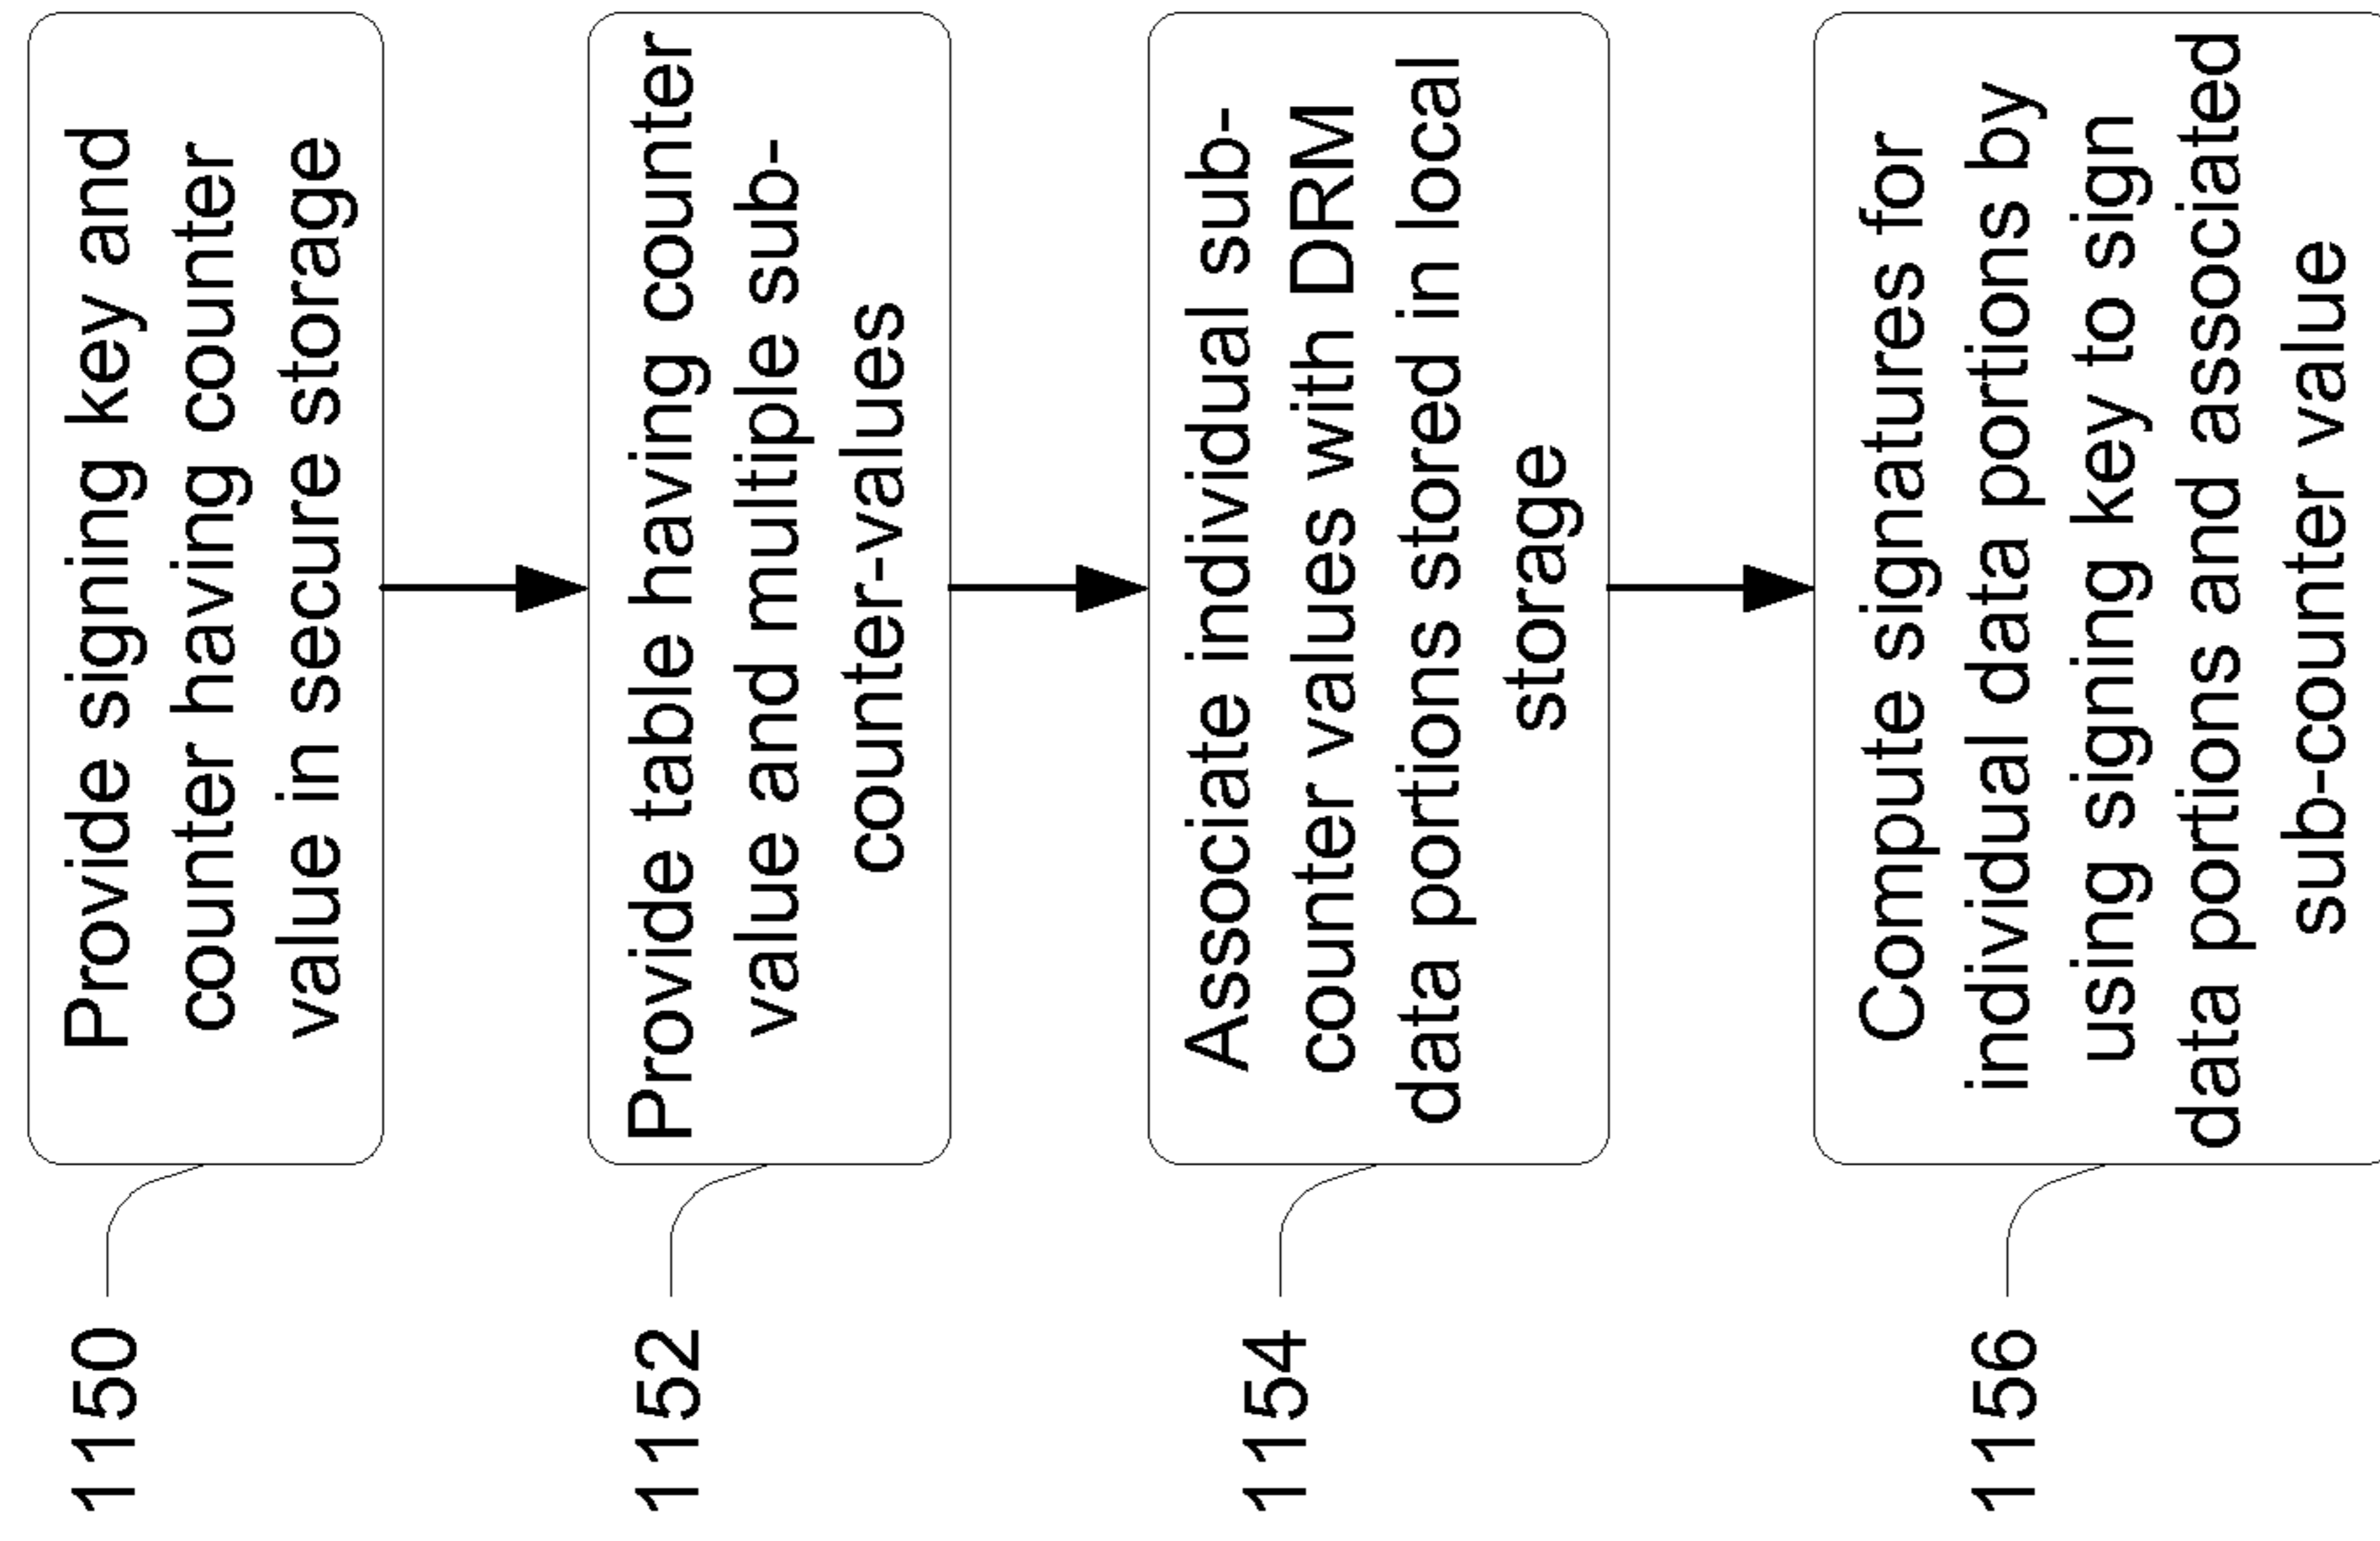 1150
Provide signing key and
counter having counter
value in secure storage
1152
Provide table having counter
value and multiple sub-
counter-values
1154
Associate individual sub-
counter values with DRM
data portions stored in local
storage
1156
Compute signatures for
individual data portions by
using signing key to sign
data portions and associated
sub-counter value